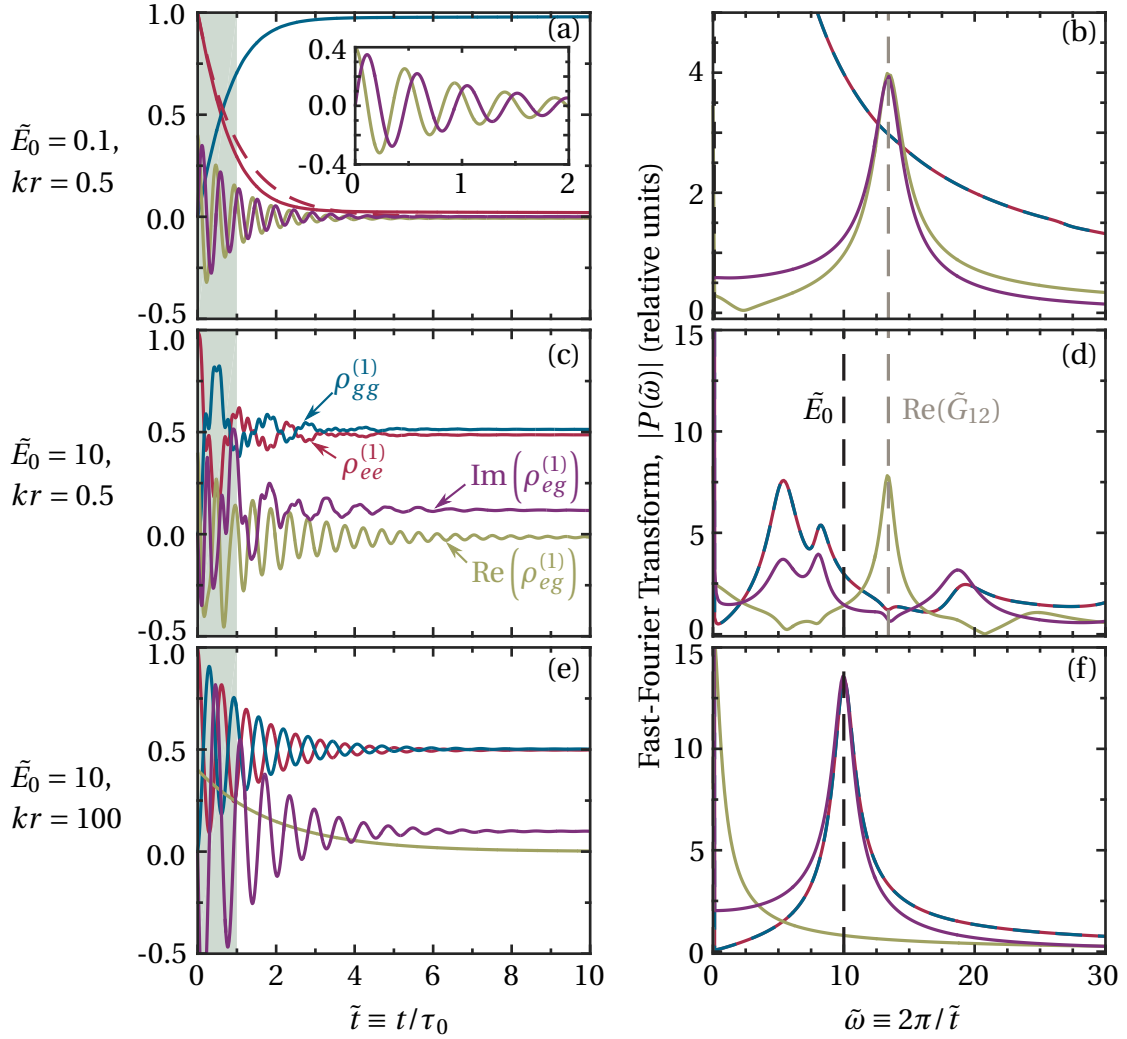 Ẽ₀ = 0.1,
kr = 0.5
1.0
0.5
0.0
-0.5
(a)
0.4
0.0
-0.4
0
1
2
(b)
4
2
0
Ẽ₀ = 10,
kr = 0.5
1.0
0.5
0.0
-0.5
(c)
ρgg^(1)
ρee^(1)
Im(ρeg^(1))
Re(ρeg^(1))
(d)
15
10
5
0
Ẽ₀
Re(G̃₁₂)
Ẽ₀ = 10,
kr = 100
1.0
0.5
0.0
-0.5
(e)
0
2
4
6
8
10
t̃ ≡ t/τ₀
(f)
15
10
5
0
0
10
20
30
ω̃ ≡ 2π/t̃
Fast-Fourier Transform, |P(ω̃)| (relative units)